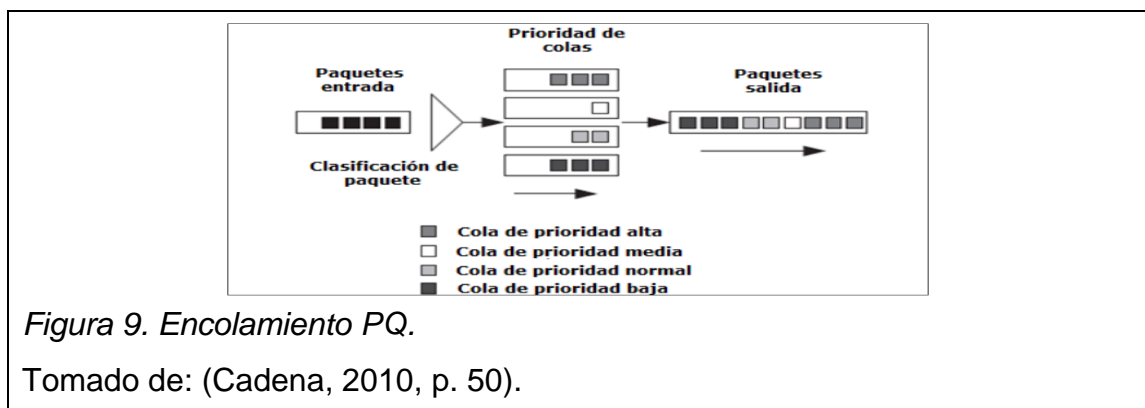 Prioridad de
colas
Paquetes
entrada
Paquetes
salida
Clasificación de
paquete
Cola de prioridad alta
Cola de prioridad media
Cola de prioridad normal
Cola de prioridad baja
Figura 9. Encolamiento PQ.
Tomado de: (Cadena, 2010, p. 50).